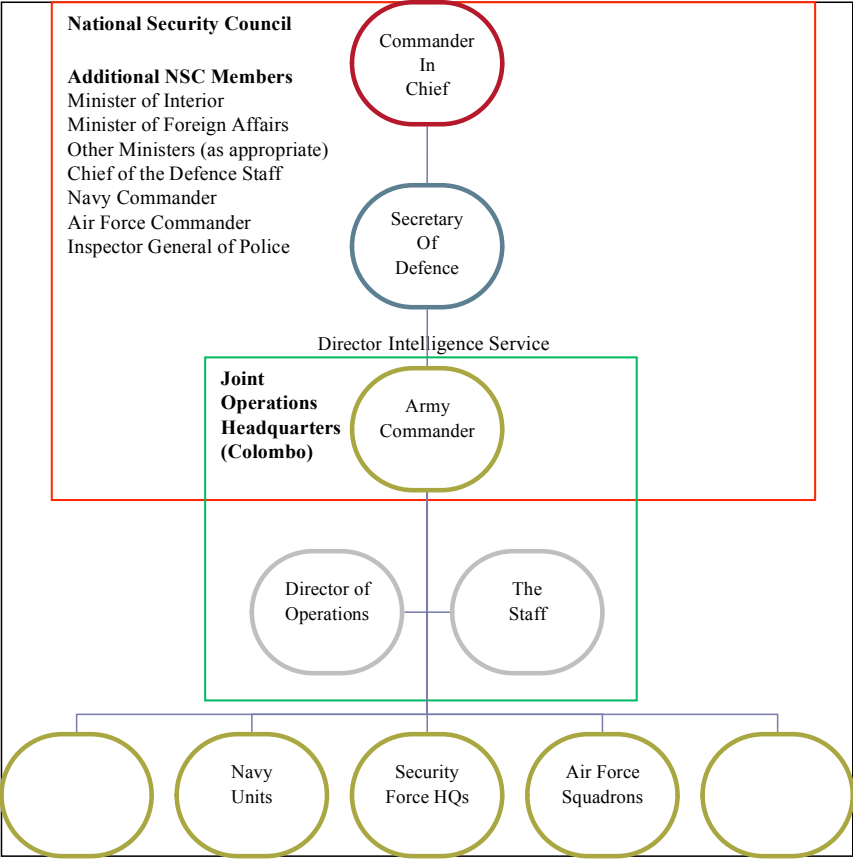 National Security Council
Additional NSC Members
Minister of Interior
Minister of Foreign Affairs
Other Ministers (as appropriate)
Chief of the Defence Staff
Navy Commander
Air Force Commander
Inspector General of Police
Commander
In
Chief
Secretary
Of
Defence
Director Intelligence Service
Joint
Operations
Headquarters
(Colombo)
Army
Commander
Director of
Operations
The
Staff
Navy
Units
Security
Force HQs
Air Force
Squadrons